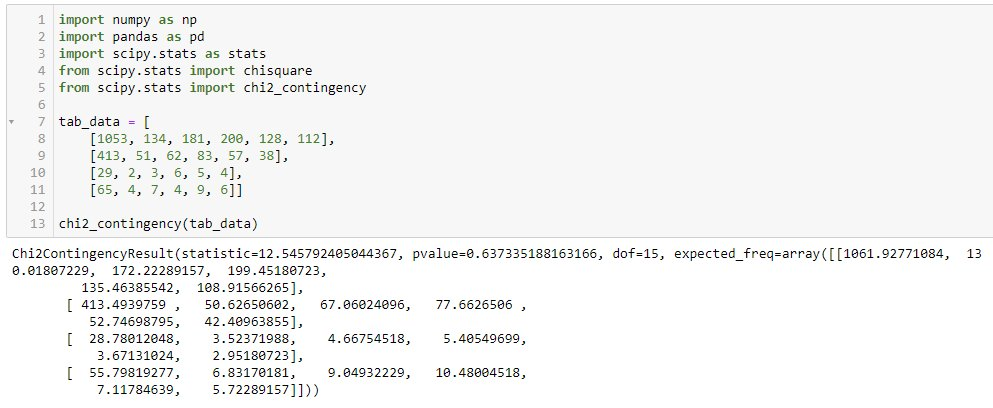 1 import numpy as np
2 import pandas as pd
3 import scipy.stats as stats
4 from scipy.stats import chisquare
5 from scipy.stats import chi2_contingency
6
7 tab_data = [
8     [1053, 134, 181, 200, 128, 112],
9     [413, 51, 62, 83, 57, 38],
10     [29, 2, 3, 6, 5, 4],
11     [65, 4, 7, 4, 9, 6]]
12
13 chi2_contingency(tab_data)
Chi2ContingencyResult(statistic=12.545792405044367, pvalue=0.637335188163166, dof=15, expected_freq=array([[1061.92771084,  13
0.01807229,  172.22289157,  199.45180723,
         135.46385542,  108.91566265],
       [ 413.4939759 ,   50.62650602,   67.06024096,   77.6626506 ,
          52.74698795,   42.40963855],
       [  28.78012048,    3.52371988,    4.66754518,    5.40549699,
           3.67131024,    2.95180723],
       [  55.79819277,    6.83170181,    9.04932229,   10.48004518,
           7.11784639,    5.72289157]]))